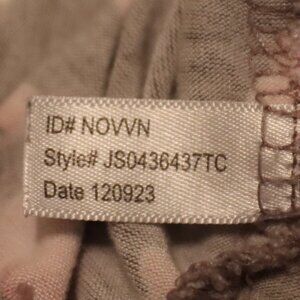 ID# NOVVN
Style# JS0436437TC
Date 120923